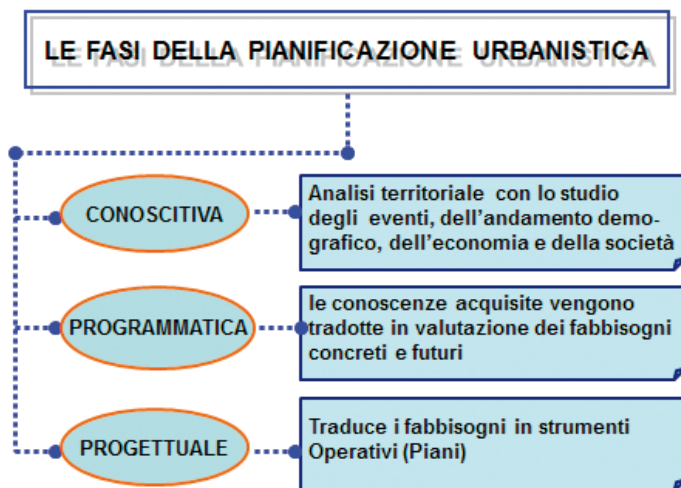 LE FASI DELLA PIANIFICAZIONE URBANISTICA
CONOSCITIVA
Analisi territoriale con lo studio
degli eventi, dell'andamento demo-
grafico, dell'economia e della società
PROGRAMMATICA
le conoscenze acquisite vengono
tradotte in valutazione dei fabbisogni
concreti e futuri
PROGETTUALE
Traduce i fabbisogni in strumenti
Operativi (Piani)